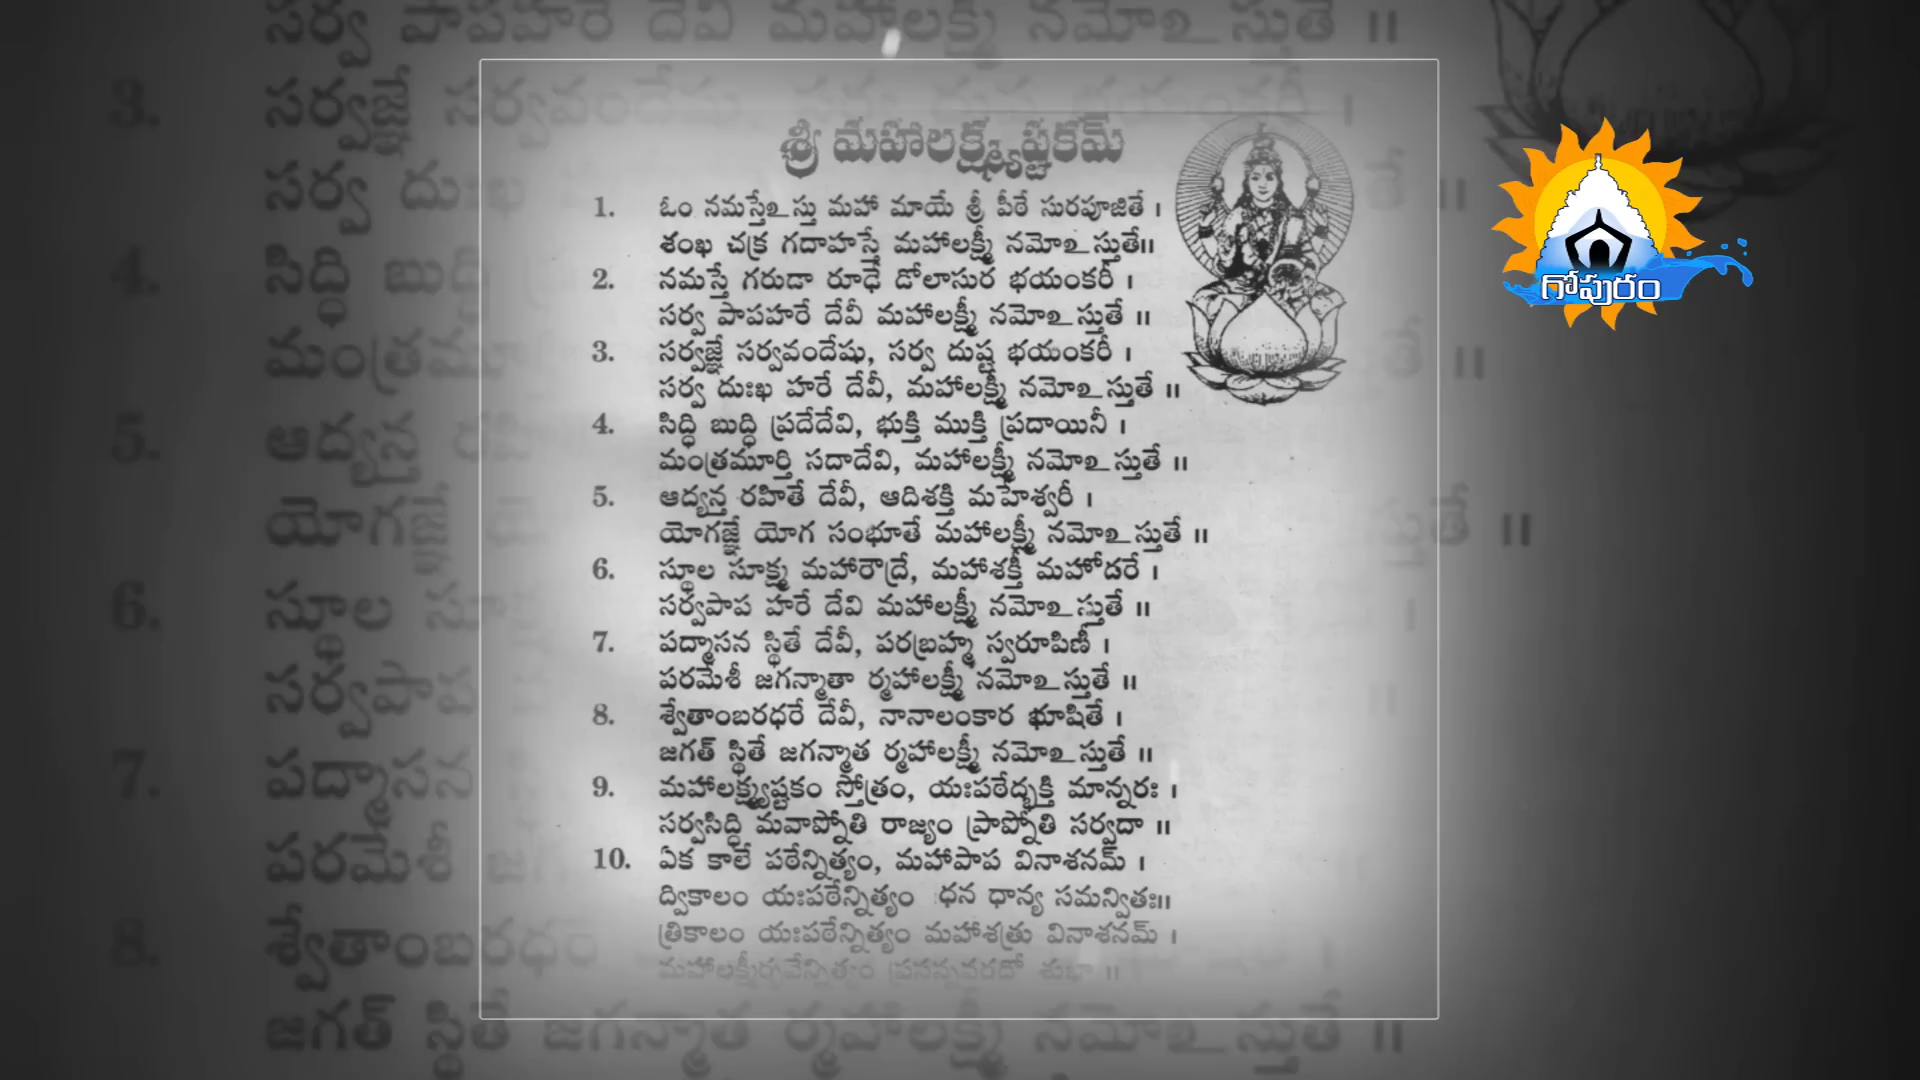 శ్రీ మహాలక్ష్మ్యష్టకమ్
1. ఓం నమస్తేఽస్తు మహా మాయే శ్రీ పీఠే సురపూజితే ।
శంఖ చక్ర గదాహస్తే మహాలక్ష్మీ నమోఽస్తుతే॥
2. నమస్తే గరుడా రూఢే డోలాసుర భయంకరీ ।
సర్వ పాపహరే దేవీ మహాలక్ష్మీ నమోఽస్తుతే ॥
3. సర్వజ్ఞే సర్వవందేషు, సర్వ దుష్ట భయంకరీ ।
సర్వ దుఃఖ హరే దేవీ, మహాలక్ష్మీ నమోఽస్తుతే ॥
4. సిద్ధి బుద్ధి ప్రదేదేవి, భుక్తి ముక్తి ప్రదాయినీ ।
మంత్రమూర్తి సదాదేవి, మహాలక్ష్మీ నమోఽస్తుతే ॥
5. ఆద్యన్త రహితే దేవీ, ఆదిశక్తి మహేశ్వరీ ।
యోగజ్ఞే యోగ సంభూతే మహాలక్ష్మీ నమోఽస్తుతే ॥
6. స్థూల సూక్ష్మ మహారౌద్రే, మహాశక్తీ మహోదరే ।
సర్వపాప హరే దేవి మహాలక్ష్మీ నమోఽస్తుతే ॥
7. పద్మాసన స్థితే దేవీ, పరబ్రహ్మ స్వరూపిణీ ।
పరమేశీ జగన్మాతా ర్మహాలక్ష్మీ నమోఽస్తుతే ॥
8. శ్వేతాంబరధరే దేవీ, నానాలంకార భూషితే ।
జగత్ స్థితే జగన్మాత ర్మహాలక్ష్మీ నమోఽస్తుతే ॥
9. మహాలక్ష్మ్యష్టకం స్తోత్రం, యఃపఠేద్భక్తి మాన్నరః ।
సర్వసిద్ధి మవాప్నోతి రాజ్యం ప్రాప్నోతి సర్వదా ॥
10. ఏక కాలే పఠేన్నిత్యం, మహాపాప వినాశనమ్ ।
ద్వికాలం యఃపఠేన్నిత్యం ధన ధాన్య సమన్వితః॥
త్రికాలం యఃపఠేన్నిత్యం మహాశత్రు వినాశనమ్ ।
మహాలక్ష్మీర్భవేన్నిత్యం ప్రసన్నవరదో శుభా ॥
గోపురం